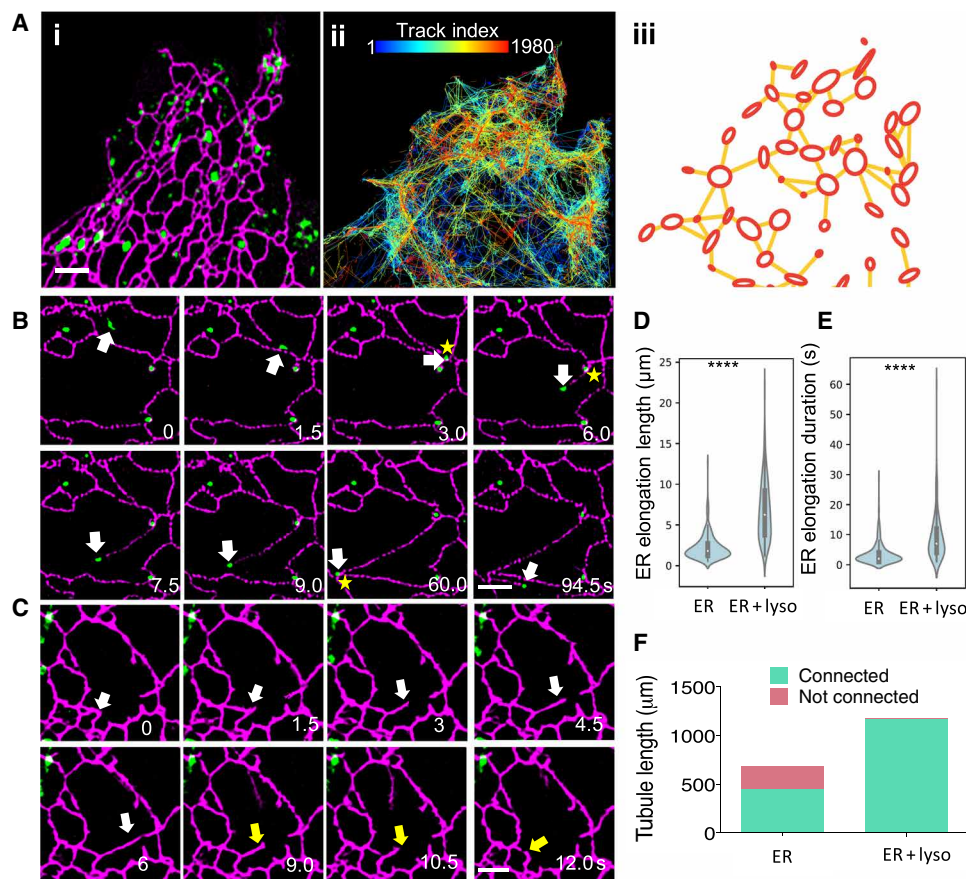 A
i
ii
Track index
1
1980
iii
B
0
1.5
3.0
6.0
7.5
9.0
60.0
94.5s
C
0
1.5
3
4.5
6
9.0
10.5
12.0s
D
ER elongation length (µm)
25
20
15
10
5
0
****
ER
ER + lyso
E
ER elongation duration (s)
60
50
40
30
20
10
0
****
ER
ER + lyso
F
Connected
Not connected
Tubule length (µm)
1500
1000
500
0
ER
ER + lyso